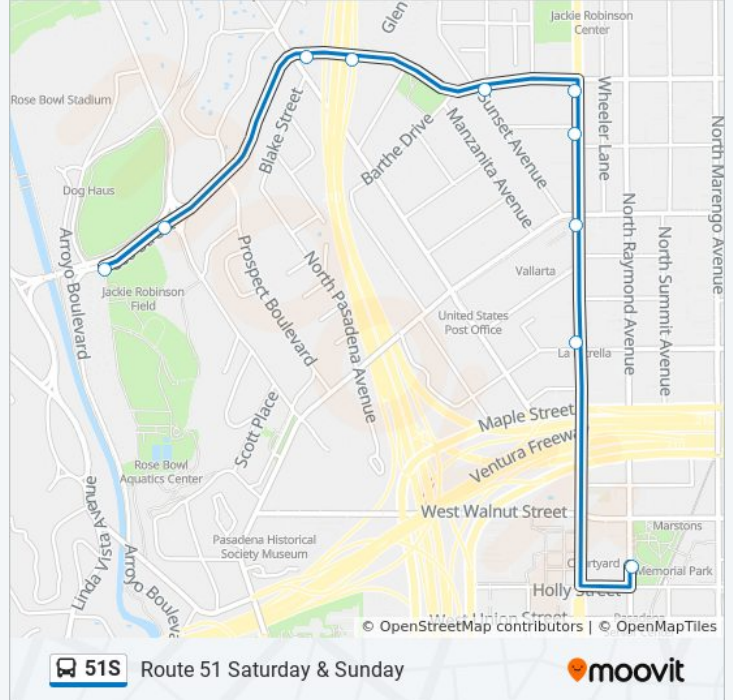 Glen
Jackie Robinson
Center
Rose Bowl Stadium
Blake Street
Wheeler Lane
Sunset Avenue
Barthe Drive
Manzanita Avenue
North Marengo Avenue
Dog Haus
Arroyo Boulevard
Prospect Boulevard
North Pasadena Avenue
North Raymond Avenue
North Summit Avenue
Vallarta
Jackie Robinson
Field
United States
Post Office
Scott Place
Maple Street
Ventura Freeway
Rose Bowl
Aquatics Center
West Walnut Street
Linda Vista Avenue
Pasadena Historical
Society Museum
Marstons
Memorial Park
Arroyo Bouleva
Holly Street
West Union Street
© OpenStreetMap contributors | © OpenMapTiles
51S Route 51 Saturday & Sunday
moovit